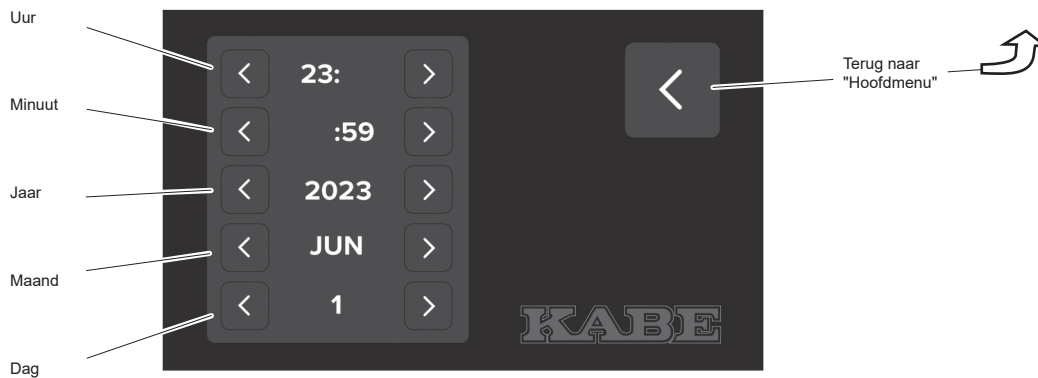 Uur
23:
Minuut
:59
Jaar
2023
Maand
JUN
Dag
1
Terug naar
"Hoofdmenu"
KABE